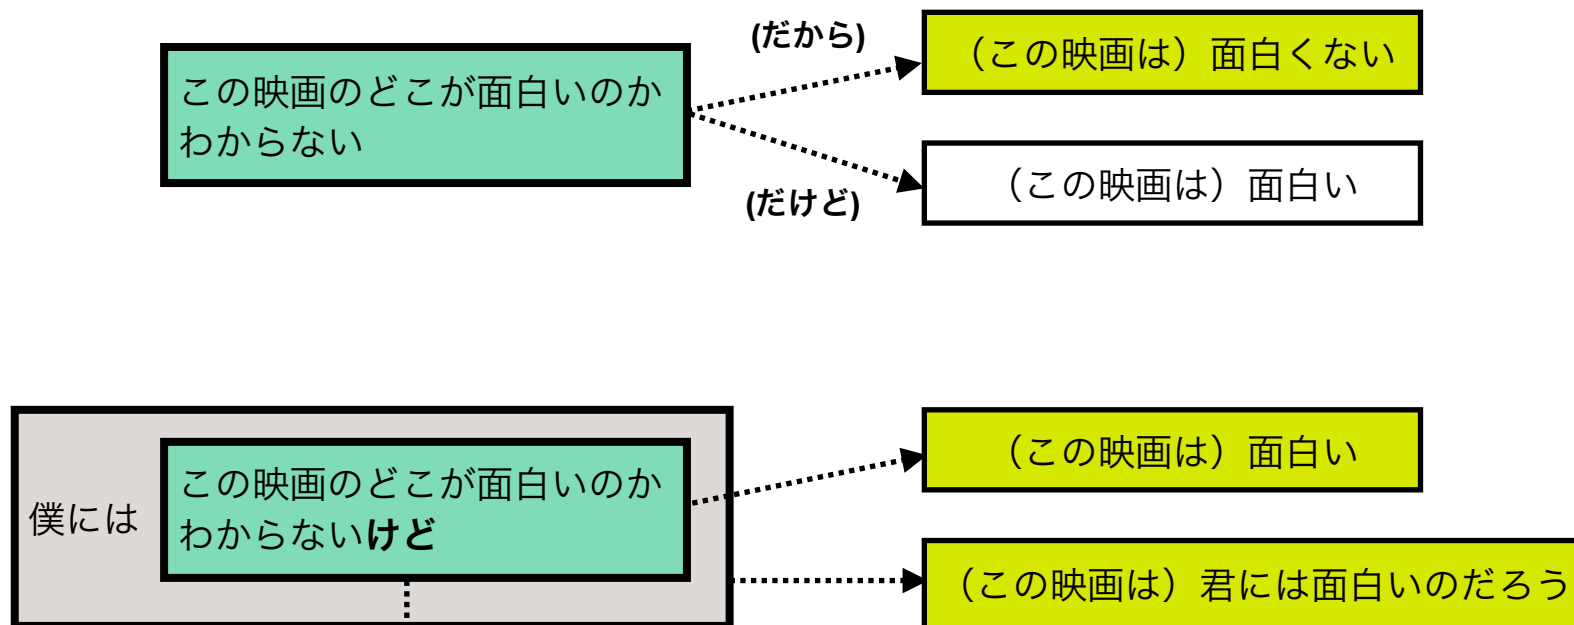 (だから)
（この映画は）面白くない
この映画のどこが面白いのか
わからない
（この映画は）面白い
(だけど)
（この映画は）面白い
僕には
この映画のどこが面白いのか
わからないけど
（この映画は）君には面白いのだろう